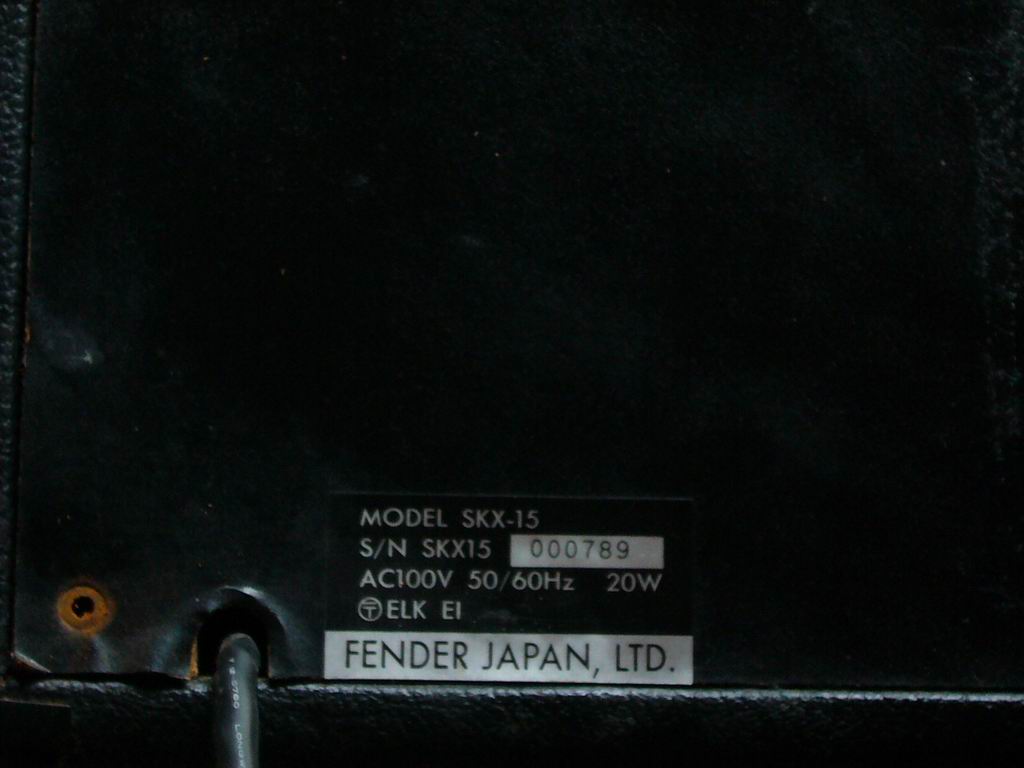 MODEL SKX-15
S/N SKX15 000789
AC100V 50/60Hz 20W
〒 ELK EI
FENDER JAPAN, LTD.